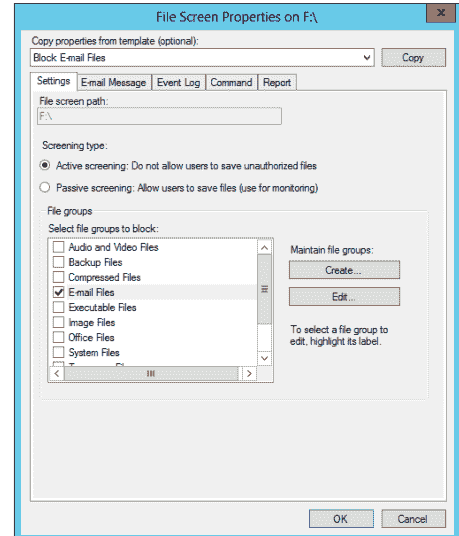 File Screen Properties on F:\
x
Copy properties from template (optional):
Block E-mail Files
Copy
Settings E-mail Message Event Log Command Report
File screen path:
F:\
Screening type:
Active screening: Do not allow users to save unauthorized files
Passive screening: Allow users to save files (use for monitoring)
File groups
Select file groups to block:
Maintain file groups:
Audio and Video Files
Backup Files
Compressed Files
E-mail Files
Executable Files
Image Files
Office Files
System Files
Create...
Edit...
To select a file group to
edit, highlight its label.
OK Cancel